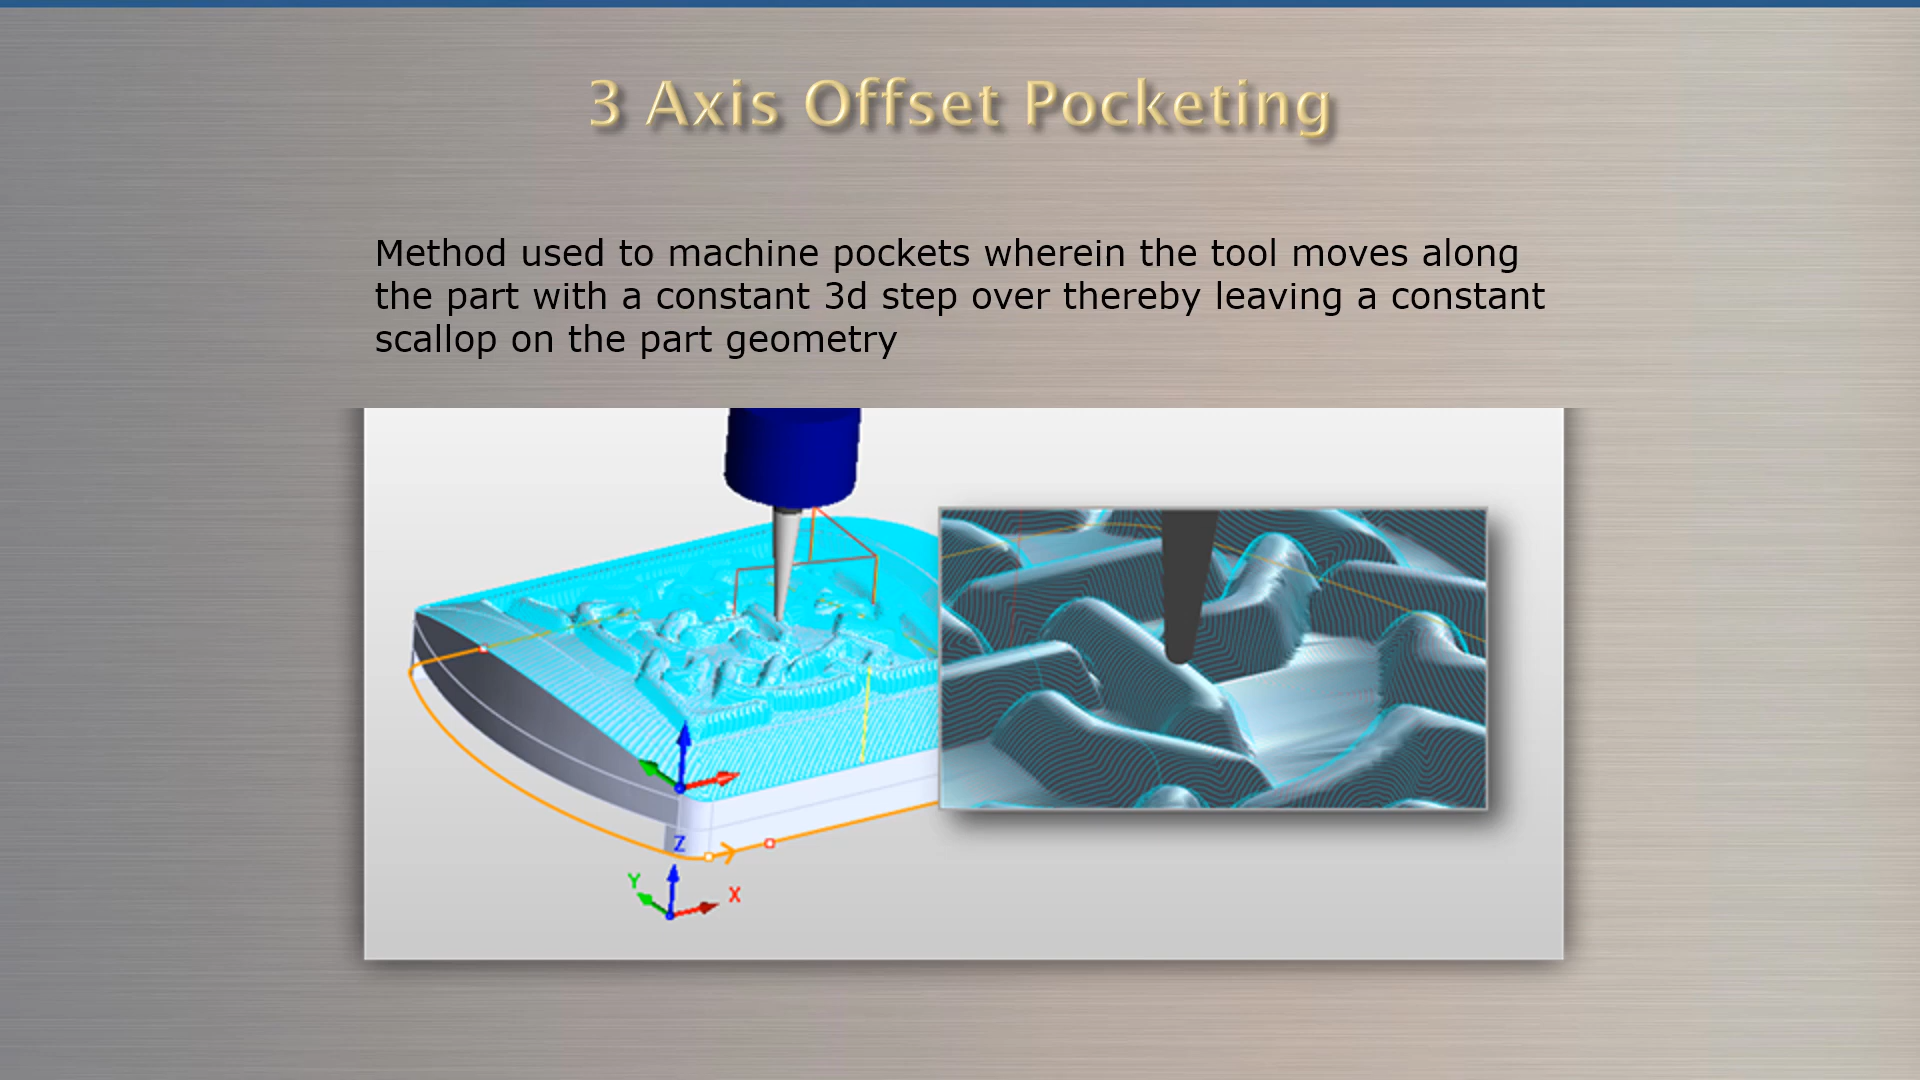 3 Axis Offset Pocketing
Method used to machine pockets wherein the tool moves along
the part with a constant 3d step over thereby leaving a constant
scallop on the part geometry
Z
Y
X